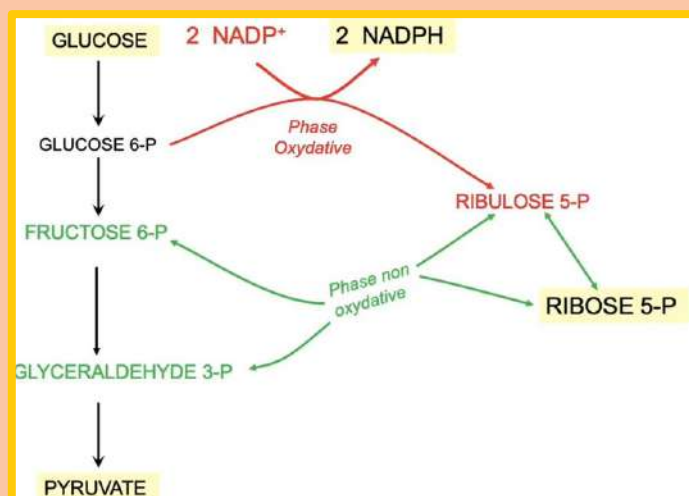 GLUCOSE
2 NADP⁺
2 NADPH
Phase
Oxydative
GLUCOSE 6-P
RIBULOSE 5-P
FRUCTOSE 6-P
Phase non
oxydative
RIBOSE 5-P
GLYCERALDEHYDE 3-P
PYRUVATE